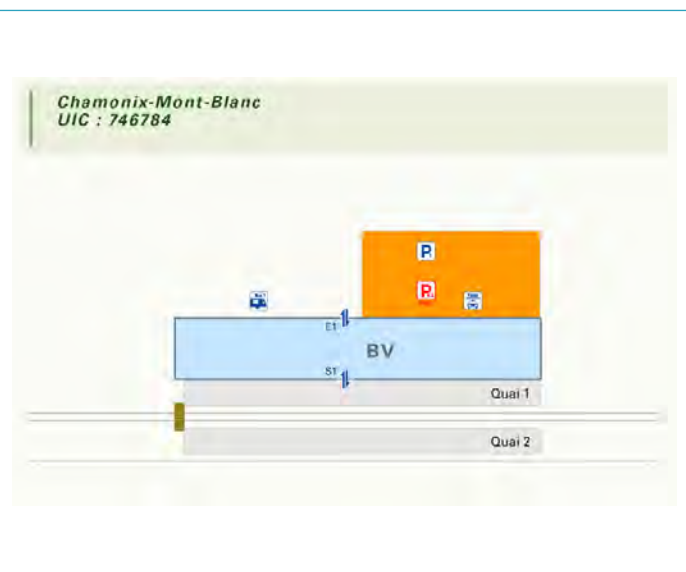 Chamonix-Mont-Blanc
UIC : 746784
P
P
E1
BV
S1
Quai 1
Quai 2